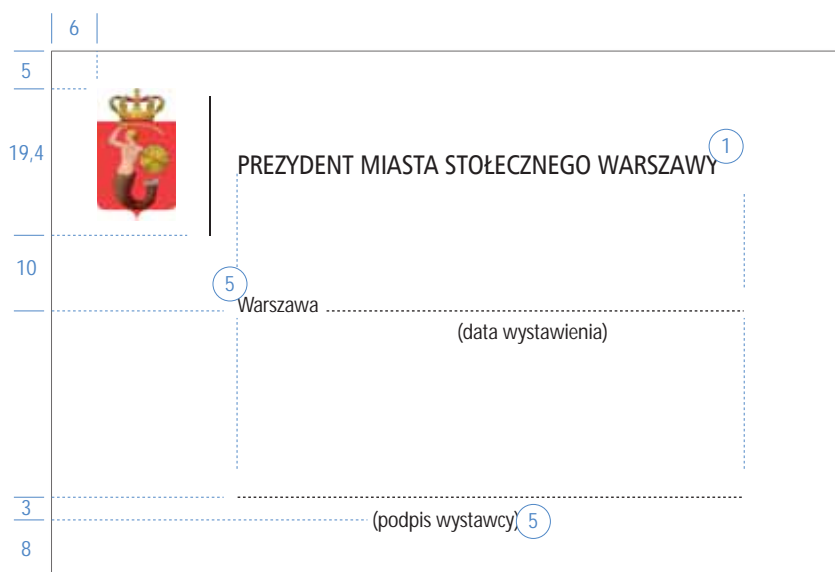 6
5
19,4
PREZYDENT MIASTA STOŁECZNEGO WARSZAWY 1
10
5
Warszawa
(data wystawienia)
3
(podpis wystawcy) 5
8